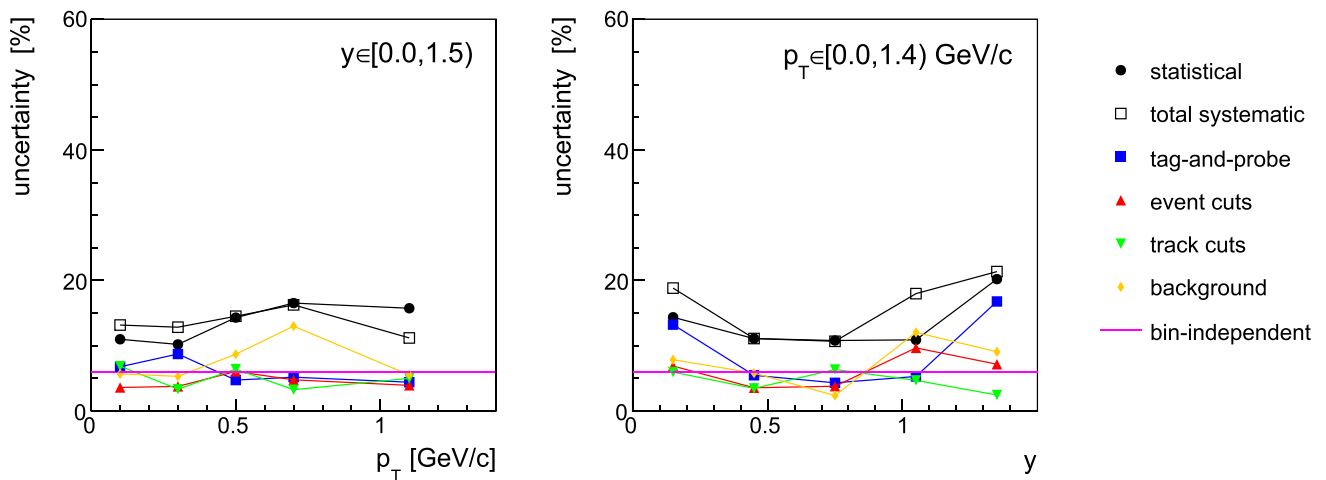 uncertainty [%]
60
40
20
0
0
0.5
1
y∈[0.0,1.5)
p_T [GeV/c]
uncertainty [%]
60
40
20
0
0
0.5
1
p_T∈[0.0,1.4) GeV/c
y
statistical
total systematic
tag-and-probe
event cuts
track cuts
background
bin-independent